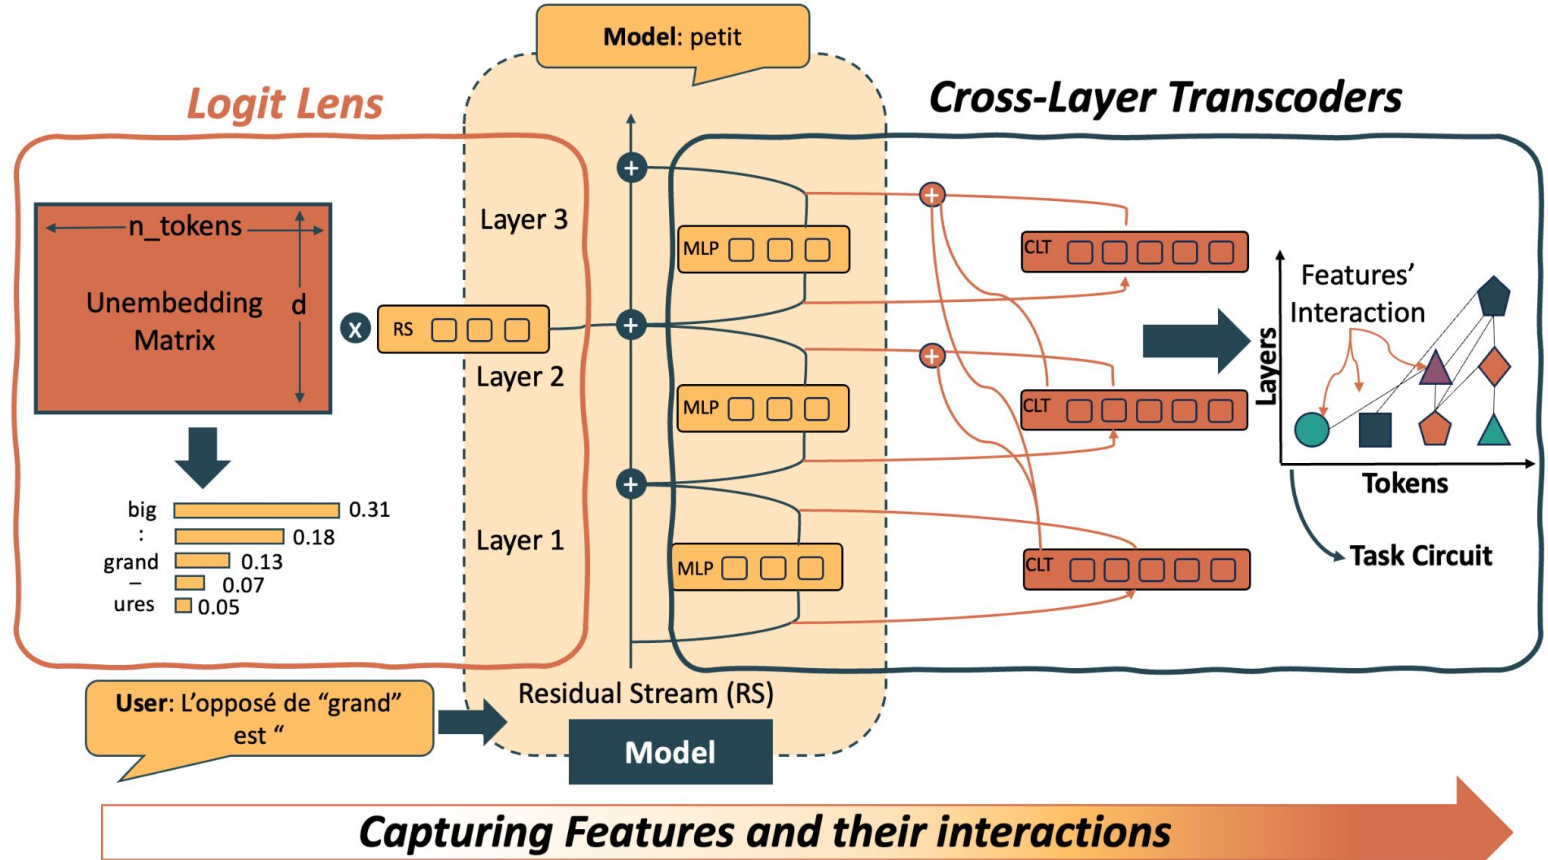 Model: petit
Logit Lens
Cross-Layer Transcoders
n_tokens
d
Unembedding
Matrix
x
RS
big 0.31
: 0.18
grand 0.13
– 0.07
ures 0.05
Layer 3
Layer 2
Layer 1
+
+
+
MLP
MLP
MLP
+
+
CLT
CLT
CLT
Features’
Interaction
Layers
Tokens
Task Circuit
User: L’opposé de “grand”
est “
Residual Stream (RS)
Model
Capturing Features and their interactions